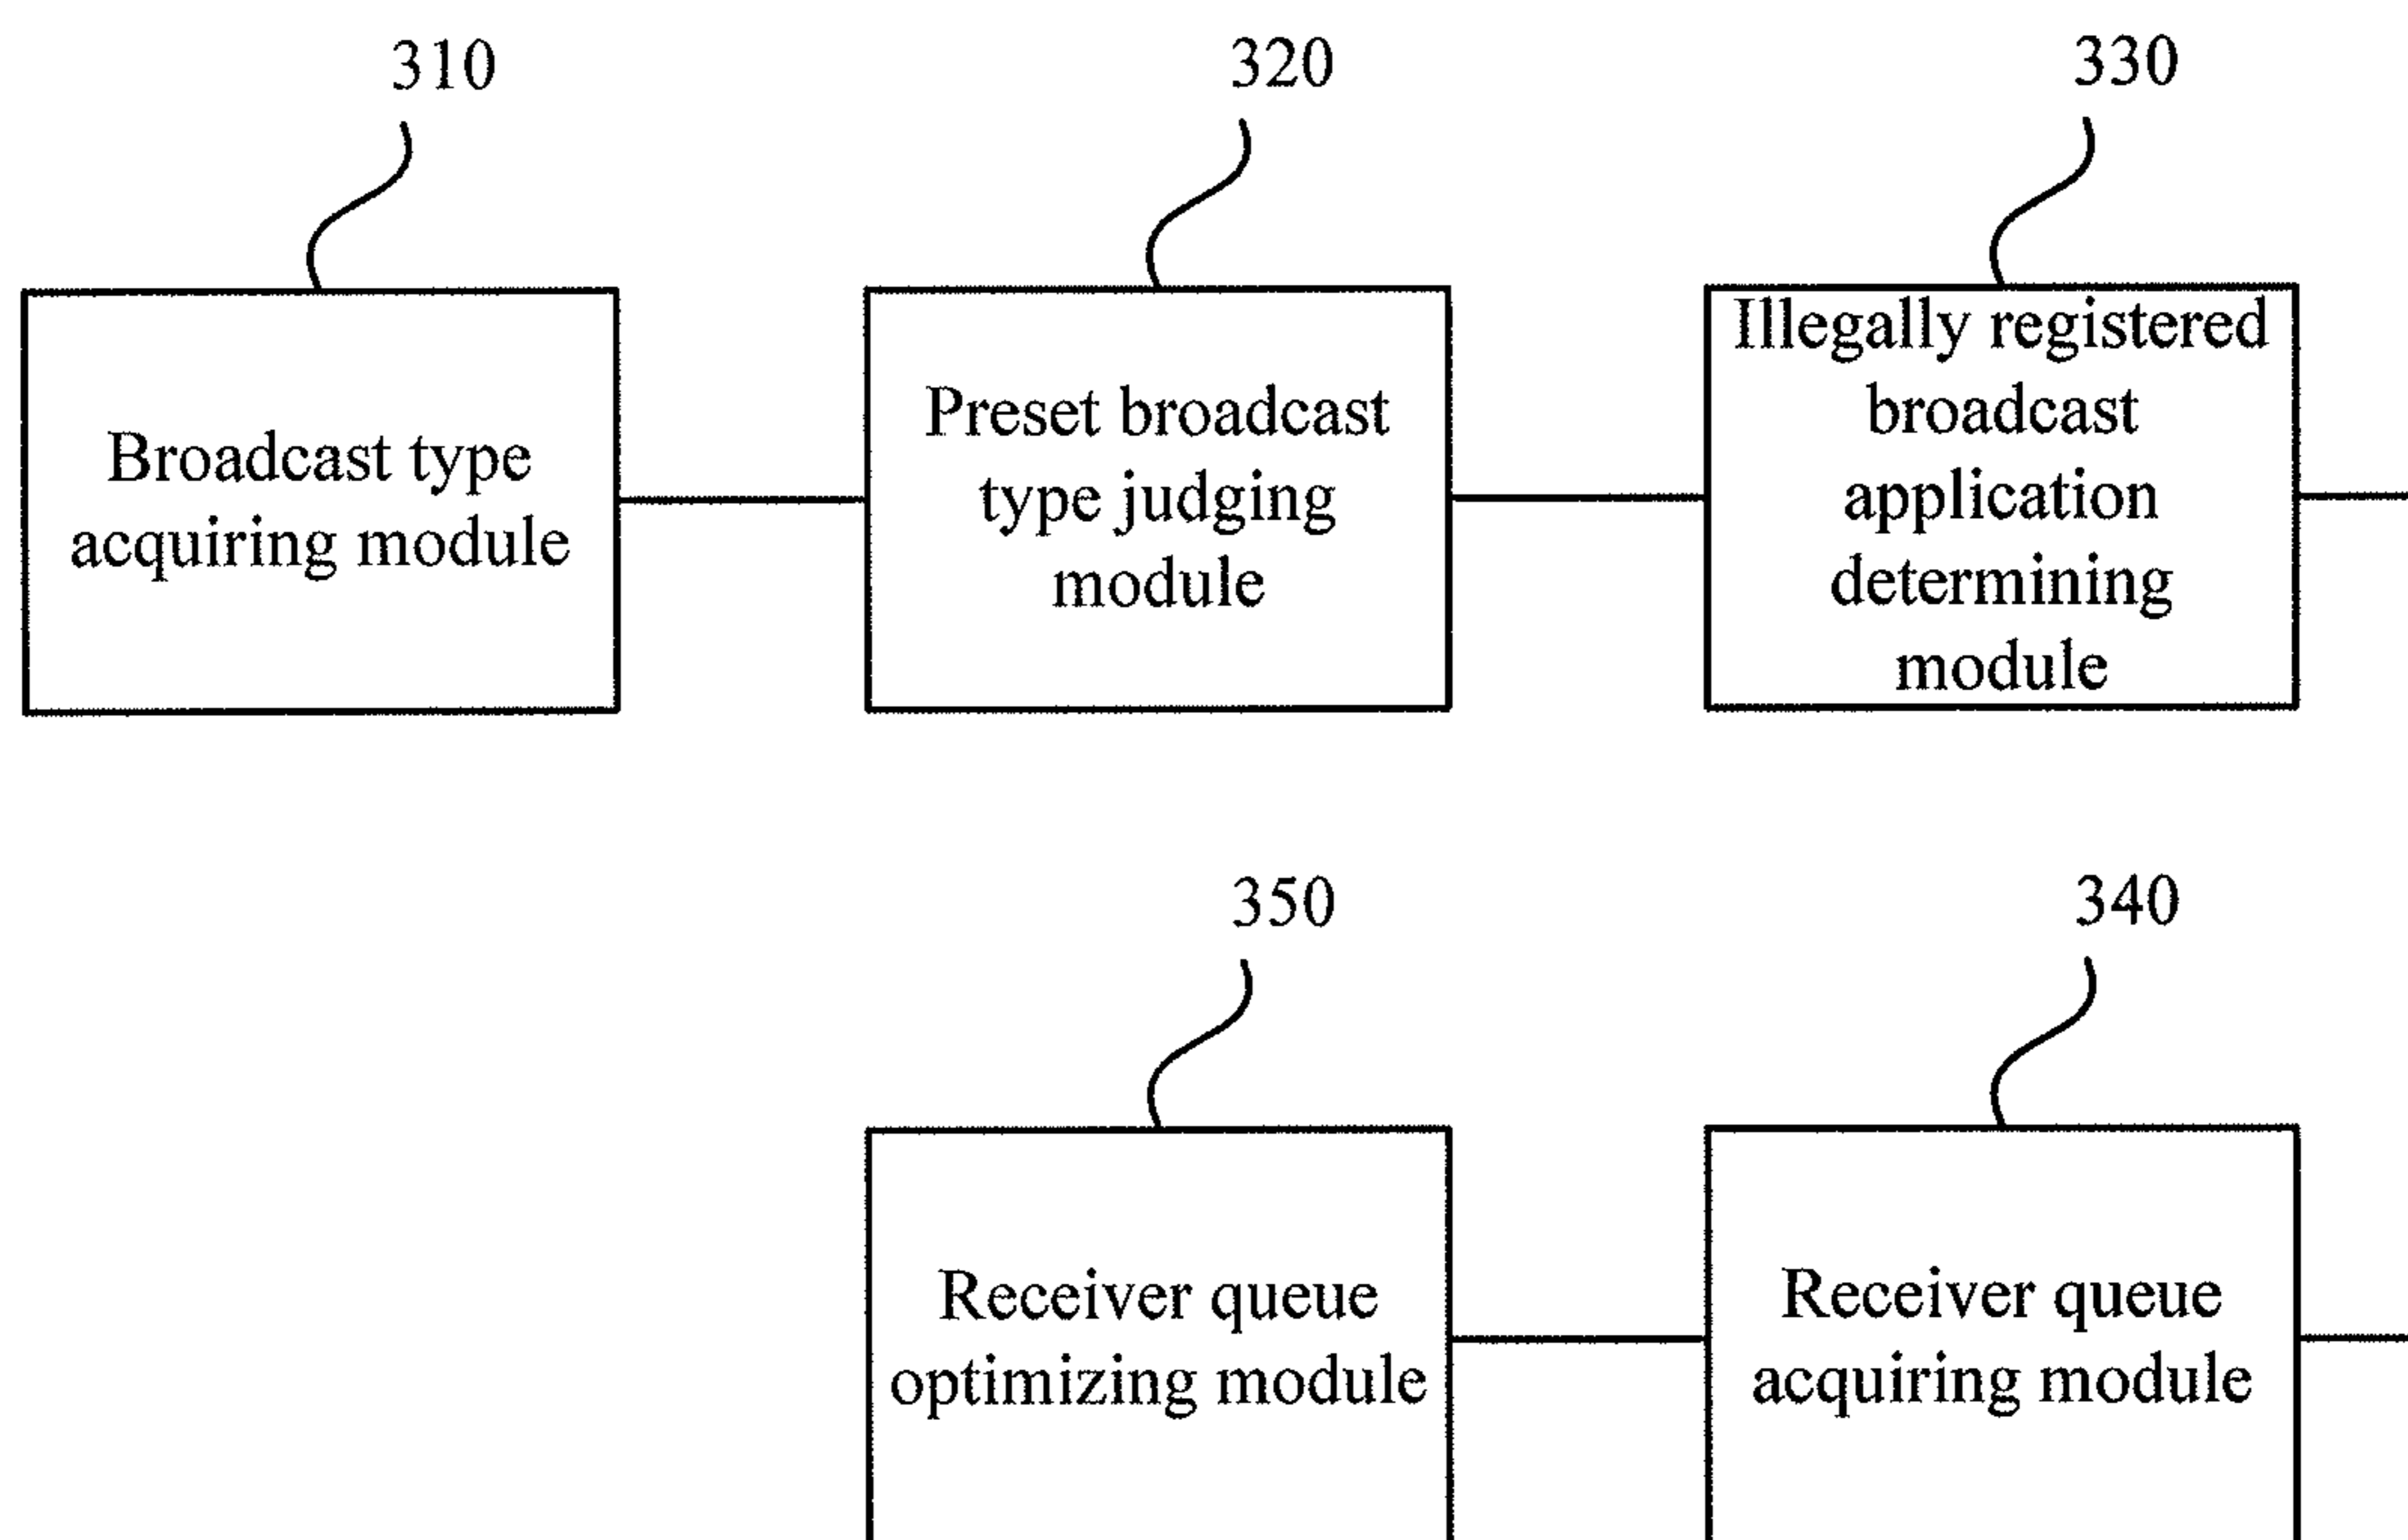 310
320
330
Broadcast type
acquiring module
Preset broadcast
type judging
module
Illegally registered
broadcast
application
determining
module
350
340
Receiver queue
optimizing module
Receiver queue
acquiring module